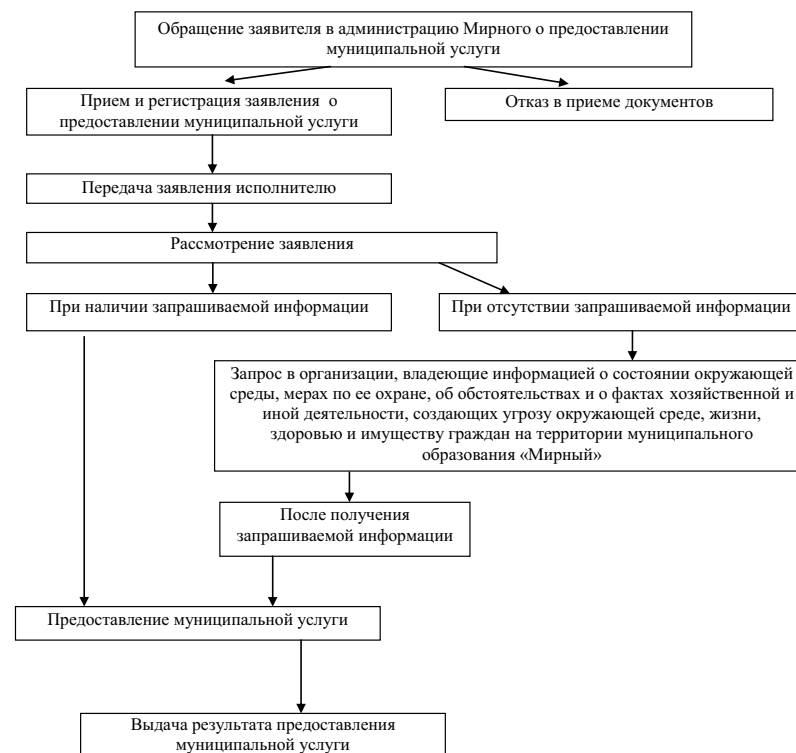 Обращение заявителя в администрацию Мирного о предоставлении
муниципальной услуги
Прием и регистрация заявления о
предоставлении муниципальной услуги
Отказ в приеме документов
Передача заявления исполнителю
Рассмотрение заявления
При наличии запрашиваемой информации
При отсутствии запрашиваемой информации
Запрос в организации, владеющие информацией о состоянии окружающей
среды, мерах по ее охране, об обстоятельствах и о фактах хозяйственной и
иной деятельности, создающих угрозу окружающей среде, жизни,
здоровью и имуществу граждан на территории муниципального
образования «Мирный»
После получения
запрашиваемой информации
Предоставление муниципальной услуги
Выдача результата предоставления
муниципальной услуги